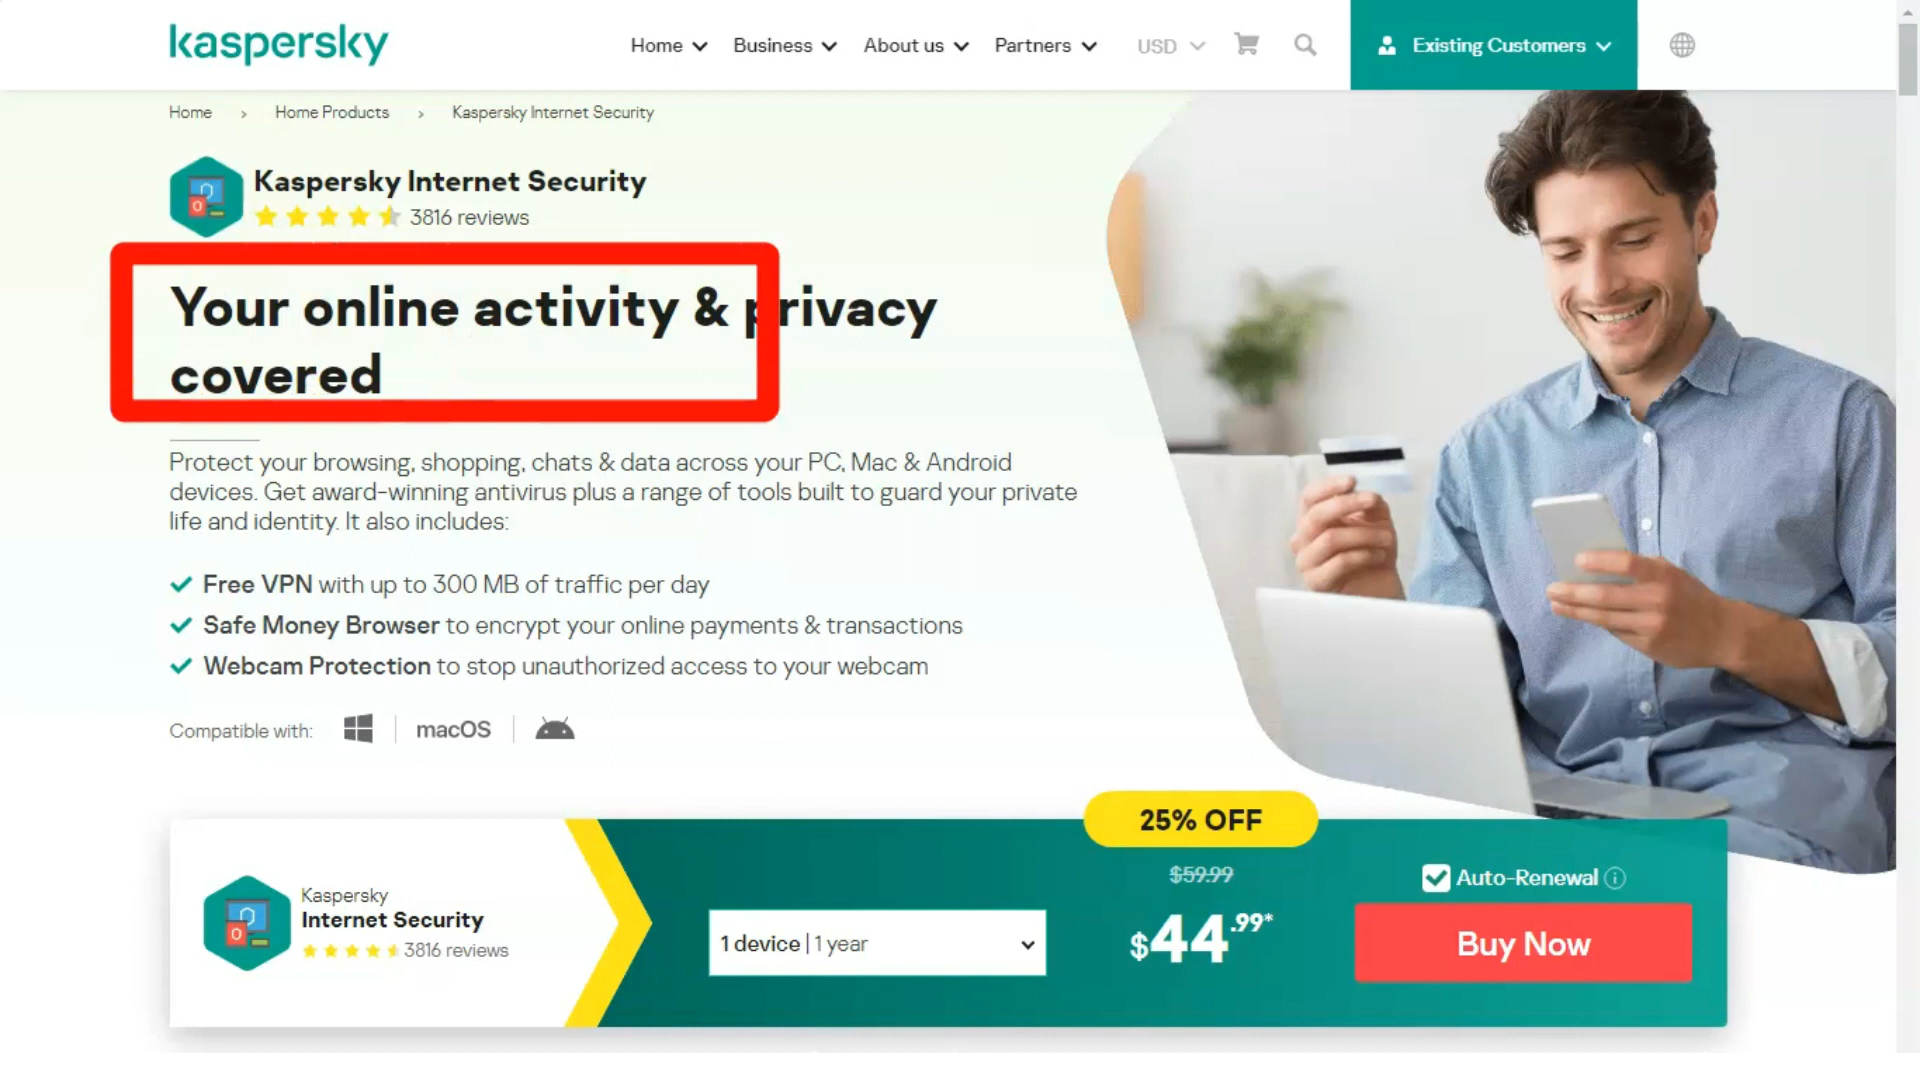 kaspersky
Home Business About us Partners USD Existing Customers
Home > Home Products > Kaspersky Internet Security
Kaspersky Internet Security
3816 reviews
Your online activity & privacy
covered
Protect your browsing, shopping, chats & data across your PC, Mac & Android
devices. Get award-winning antivirus plus a range of tools built to guard your private
life and identity. It also includes:
Free VPN with up to 300 MB of traffic per day
Safe Money Browser to encrypt your online payments & transactions
Webcam Protection to stop unauthorized access to your webcam
Compatible with: macOS
25% OFF
$59.99
Auto-Renewal
Kaspersky
Internet Security
3816 reviews
1 device | 1 year
$44.99*
Buy Now